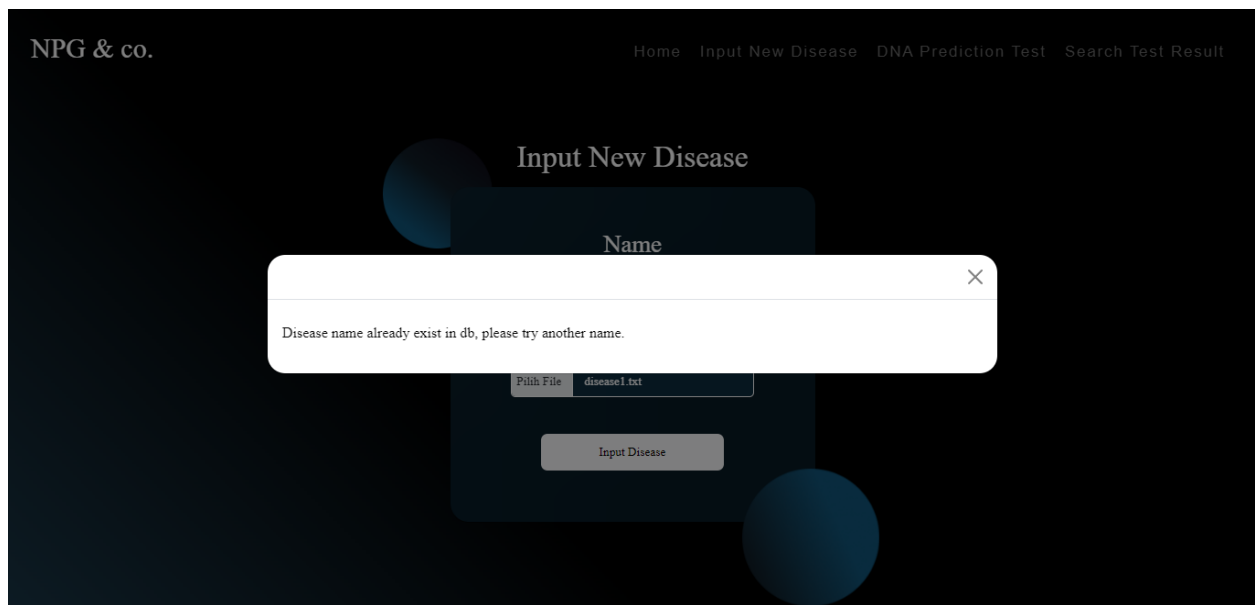 NPG & co.
Home Input New Disease DNA Prediction Test Search Test Result
Input New Disease
Name
Disease name already exist in db, please try another name.
Pilih File disease1.txt
Input Disease